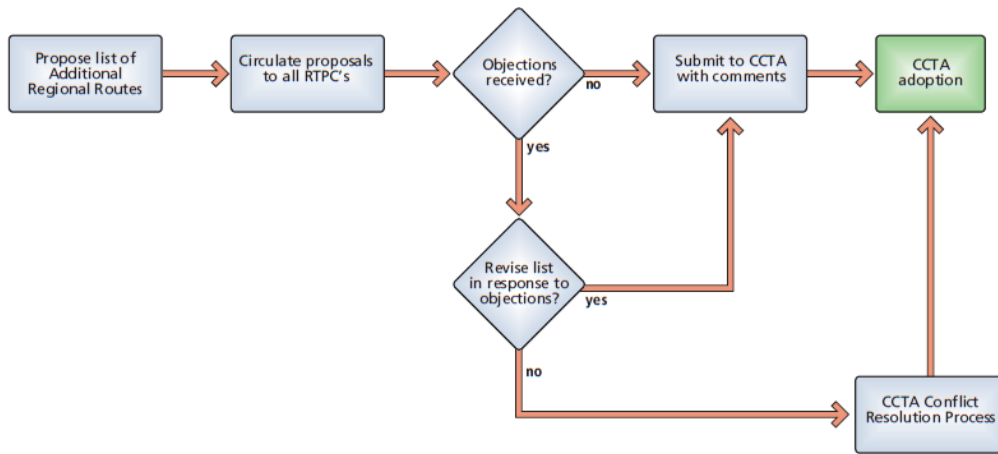 Propose list of
Additional
Regional Routes
Circulate proposals
to all RTPC's
Objections
received?
no
Submit to CCTA
with comments
CCTA
adoption
yes
Revise list
in response to
objections?
yes
no
CCTA Conflict
Resolution Process